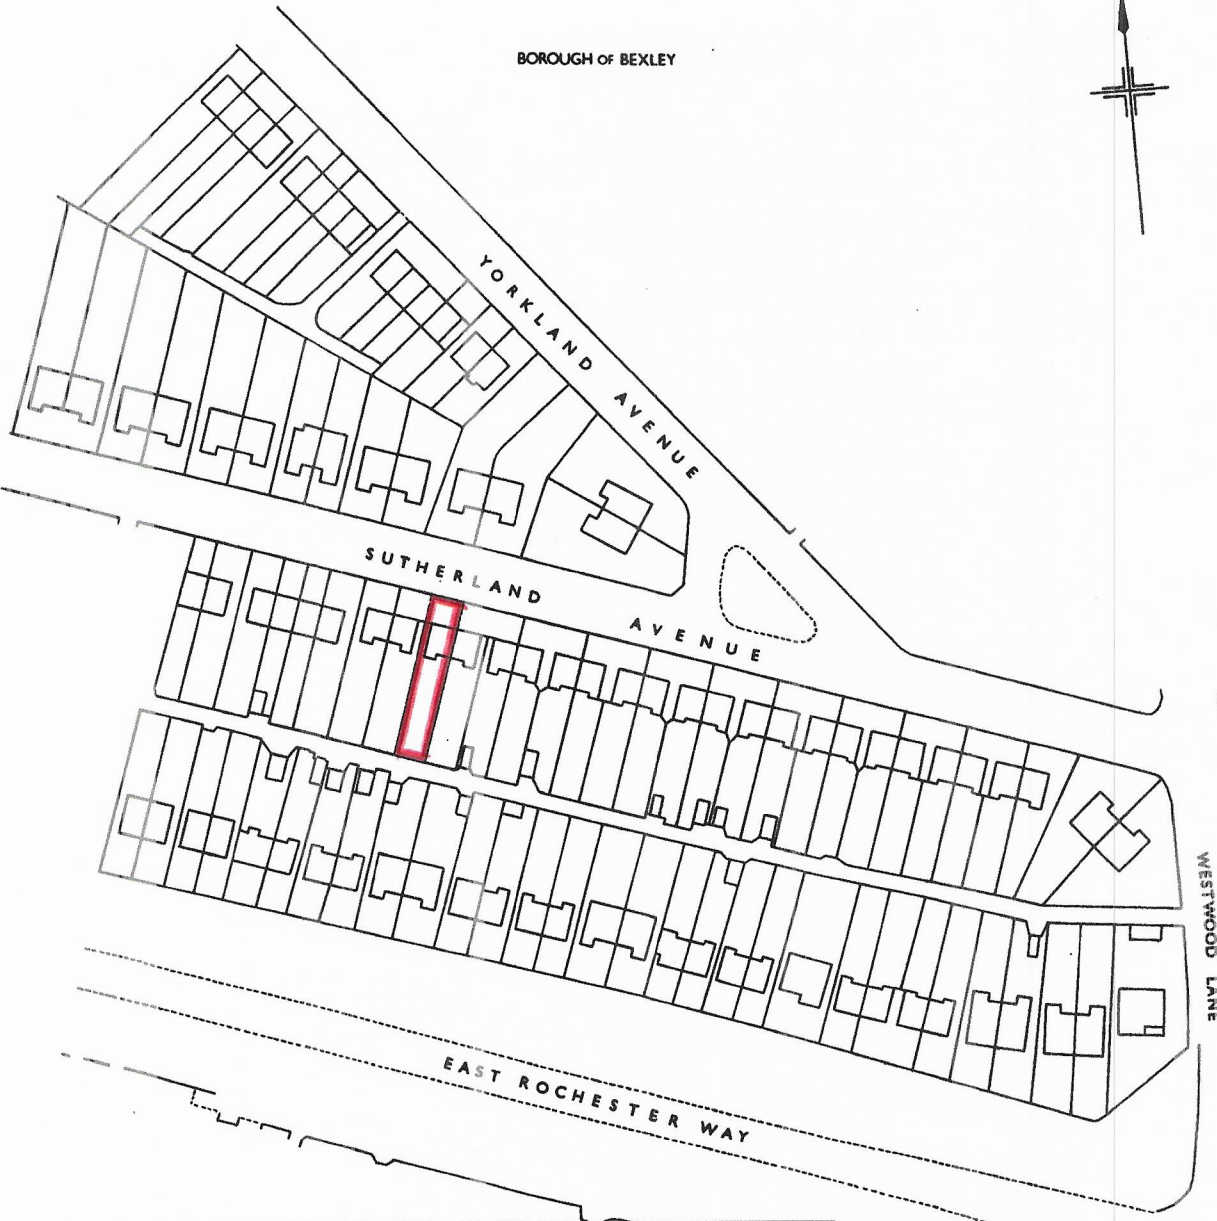 BOROUGH OF BEXLEY
YORKLAND AVENUE
SUTHERLAND AVENUE
WESTWOOD LANE
EAST ROCHESTER WAY